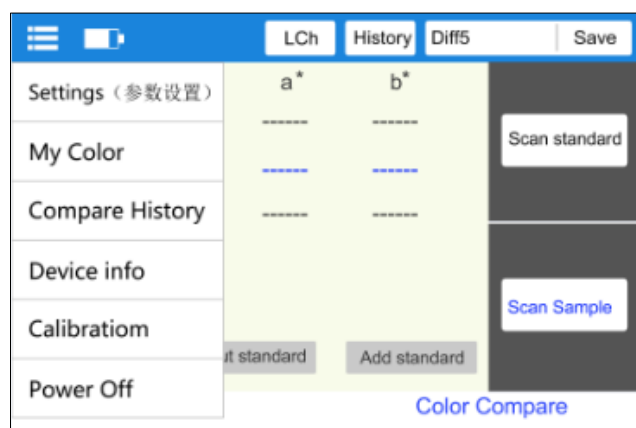 LCh History Diff5 Save
Settings（参数设置）
My Color
Compare History
Device info
Calibratiom
Power Off
a* b*
------ ------
------ ------
------ ------
t standard Add standard
Scan standard
Scan Sample
Color Compare